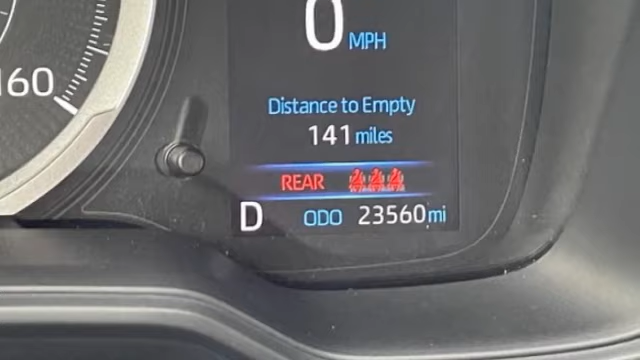 0 MPH
160
Distance to Empty
141 miles
REAR
D ODO 23560 mi